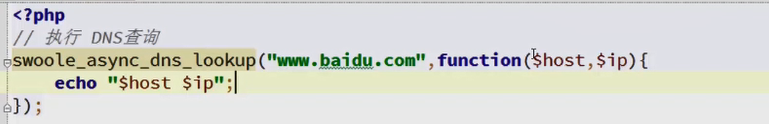 <?php
// 执行 DNS查询
swoole_async_dns_lookup("www.baidu.com",function($host,$ip){
    echo "$host $ip";
});